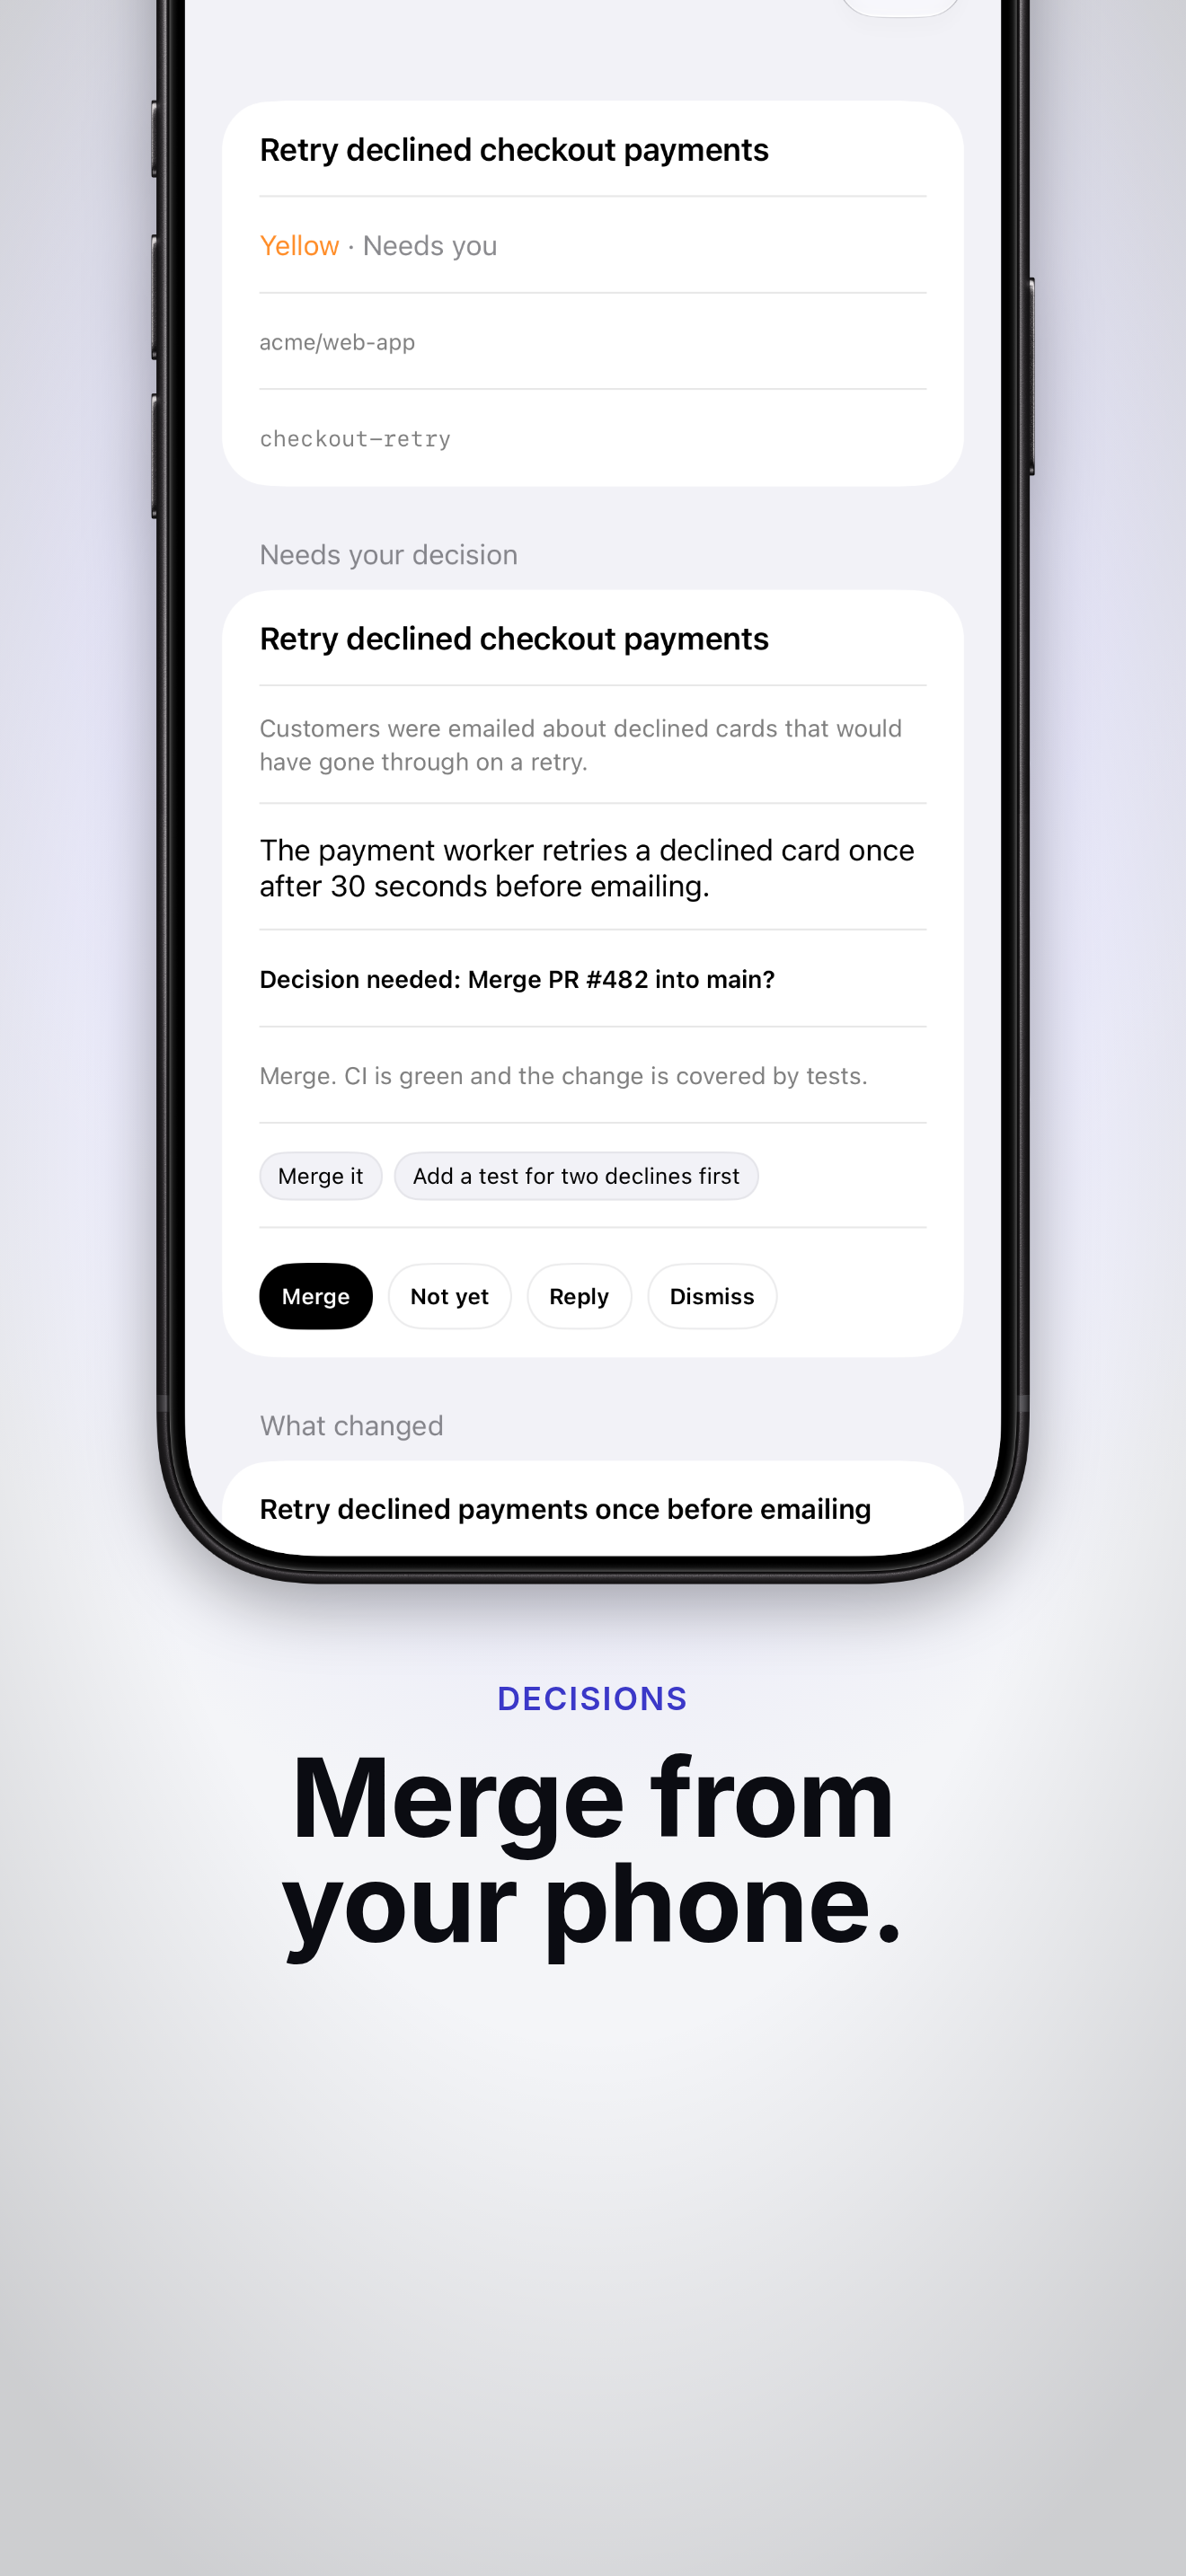 Retry declined checkout payments
Yellow · Needs you
acme/web-app
checkout-retry
Needs your decision
Retry declined checkout payments
Customers were emailed about declined cards that would
have gone through on a retry.
The payment worker retries a declined card once
after 30 seconds before emailing.
Decision needed: Merge PR #482 into main?
Merge. CI is green and the change is covered by tests.
Merge it Add a test for two declines first
Merge Not yet Reply Dismiss
What changed
Retry declined payments once before emailing
DECISIONS
Merge from
your phone.